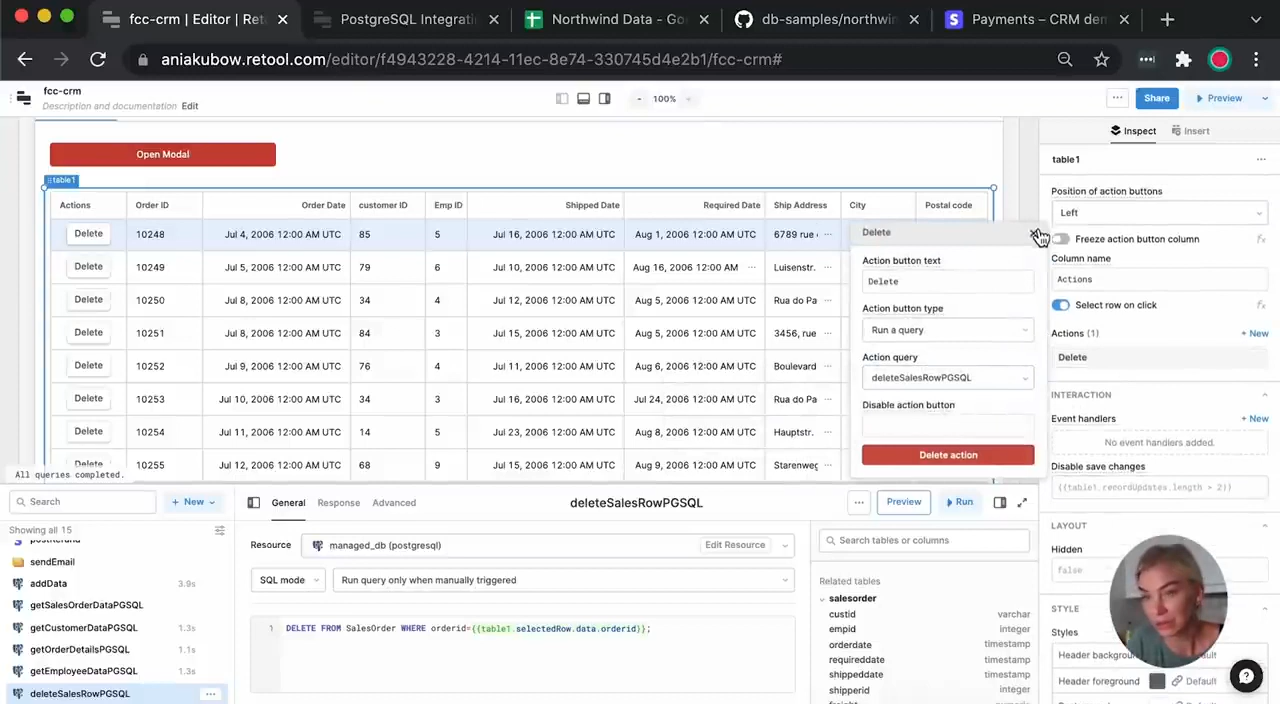 fcc-crm | Editor | Ret
PostgreSQL Integrati
Northwind Data - Go
db-samples/northwin
Payments – CRM den
aniakubow.retool.com/editor/f4943228-4214-11ec-8e74-330745d4e2b1/fcc-crm#
fcc-crm
Description and documentation Edit
- 100% +
Share
Preview
Inspect
Insert
Open Modal
table1
table1
Actions Order ID Order Date customer ID Emp ID Shipped Date Required Date Ship Address City Postal code
Delete 10248 Jul 4, 2006 12:00 AM UTC 85 5 Jul 16, 2006 12:00 AM UTC Aug 1, 2006 12:00 AM UTC 6789 rue
Delete 10249 Jul 5, 2006 12:00 AM UTC 79 6 Jul 10, 2006 12:00 AM UTC Aug 16, 2006 12:00 AM Luisenstr.
Delete 10250 Jul 8, 2006 12:00 AM UTC 34 4 Jul 12, 2006 12:00 AM UTC Aug 5, 2006 12:00 AM UTC Rua do Pa
Delete 10251 Jul 8, 2006 12:00 AM UTC 84 3 Jul 15, 2006 12:00 AM UTC Aug 5, 2006 12:00 AM UTC 3456, rue
Delete 10252 Jul 9, 2006 12:00 AM UTC 76 4 Jul 11, 2006 12:00 AM UTC Aug 6, 2006 12:00 AM UTC Boulevard
Delete 10253 Jul 10, 2006 12:00 AM UTC 34 3 Jul 16, 2006 12:00 AM UTC Jul 24, 2006 12:00 AM UTC Rua do Pa
Delete 10254 Jul 11, 2006 12:00 AM UTC 14 5 Jul 23, 2006 12:00 AM UTC Aug 8, 2006 12:00 AM UTC Hauptstr.
Delete 10255 Jul 12, 2006 12:00 AM UTC 68 9 Jul 15, 2006 12:00 AM UTC Aug 9, 2006 12:00 AM UTC Starenweg
Delete
Action button text
Delete
Action button type
Run a query
Action query
deleteSalesRowPGSQL
Disable action button
Delete action
Position of action buttons
Left
Freeze action button column
Column name
Actions
Select row on click
Actions (1) + New
Delete
INTERACTION
Event handlers + New
No event handlers added.
Disable save changes
{{table1.recordUpdates.length > 2}}
LAYOUT
Hidden
false
STYLE
Styles
Header
Header foreground Default
All queries completed.
Search
+ New
Showing all 15
sendEmail
addData 3.9s
getSalesOrderDataPGSQL
getCustomerDataPGSQL 1.3s
getOrderDetailsPGSQL 1.1s
getEmployeeDataPGSQL 1.3s
deleteSalesRowPGSQL
General Response Advanced
deleteSalesRowPGSQL
Preview
Run
Resource managed_db (postgresql) Edit Resource
SQL mode Run query only when manually triggered
1 DELETE FROM SalesOrder WHERE orderid={{table1.selectedRow.data.orderid}};
Search tables or columns
Related tables
salesorder
custid varchar
empid integer
orderdate timestamp
requireddate timestamp
shippeddate timestamp
shipperid integer